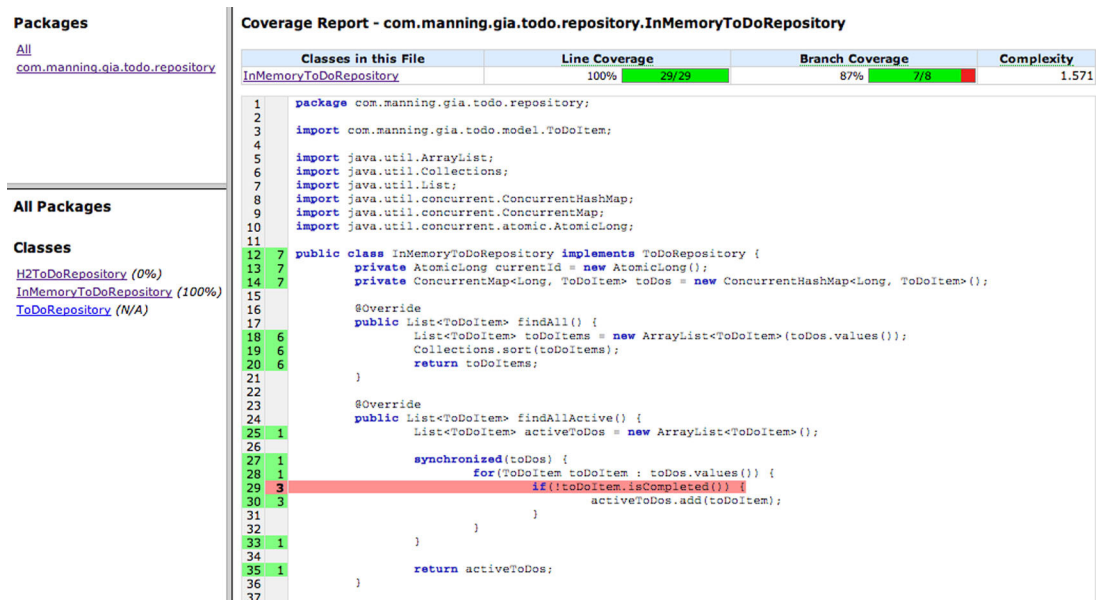 Packages
All
com.manning.gia.todo.repository
All Packages
Classes
H2ToDoRepository (0%)
InMemoryToDoRepository (100%)
ToDoRepository (N/A)
Coverage Report - com.manning.gia.todo.repository.InMemoryToDoRepository
Classes in this File Line Coverage Branch Coverage Complexity
InMemoryToDoRepository 100% 29/29 87% 7/8 1.571
1 package com.manning.gia.todo.repository;
2
3 import com.manning.gia.todo.model.ToDoItem;
4
5 import java.util.ArrayList;
6 import java.util.Collections;
7 import java.util.List;
8 import java.util.concurrent.ConcurrentHashMap;
9 import java.util.concurrent.ConcurrentMap;
10 import java.util.concurrent.atomic.AtomicLong;
11
12 7 public class InMemoryToDoRepository implements ToDoRepository {
13 7 private AtomicLong currentId = new AtomicLong();
14 7 private ConcurrentMap<Long, ToDoItem> toDos = new ConcurrentHashMap<Long, ToDoItem>();
15
16 @Override
17 public List<ToDoItem> findAll() {
18 6 List<ToDoItem> toDoItems = new ArrayList<ToDoItem>(toDos.values());
19 6 Collections.sort(toDoItems);
20 6 return toDoItems;
21 }
22
23 @Override
24 public List<ToDoItem> findAllActive() {
25 1 List<ToDoItem> activeToDos = new ArrayList<ToDoItem>();
26
27 1 synchronized(toDos) {
28 1 for(ToDoItem toDoItem : toDos.values()) {
29 3 if(!toDoItem.isCompleted()) {
30 3 activeToDos.add(toDoItem);
31 }
32 }
33 1 }
34
35 1 return activeToDos;
36 }
37